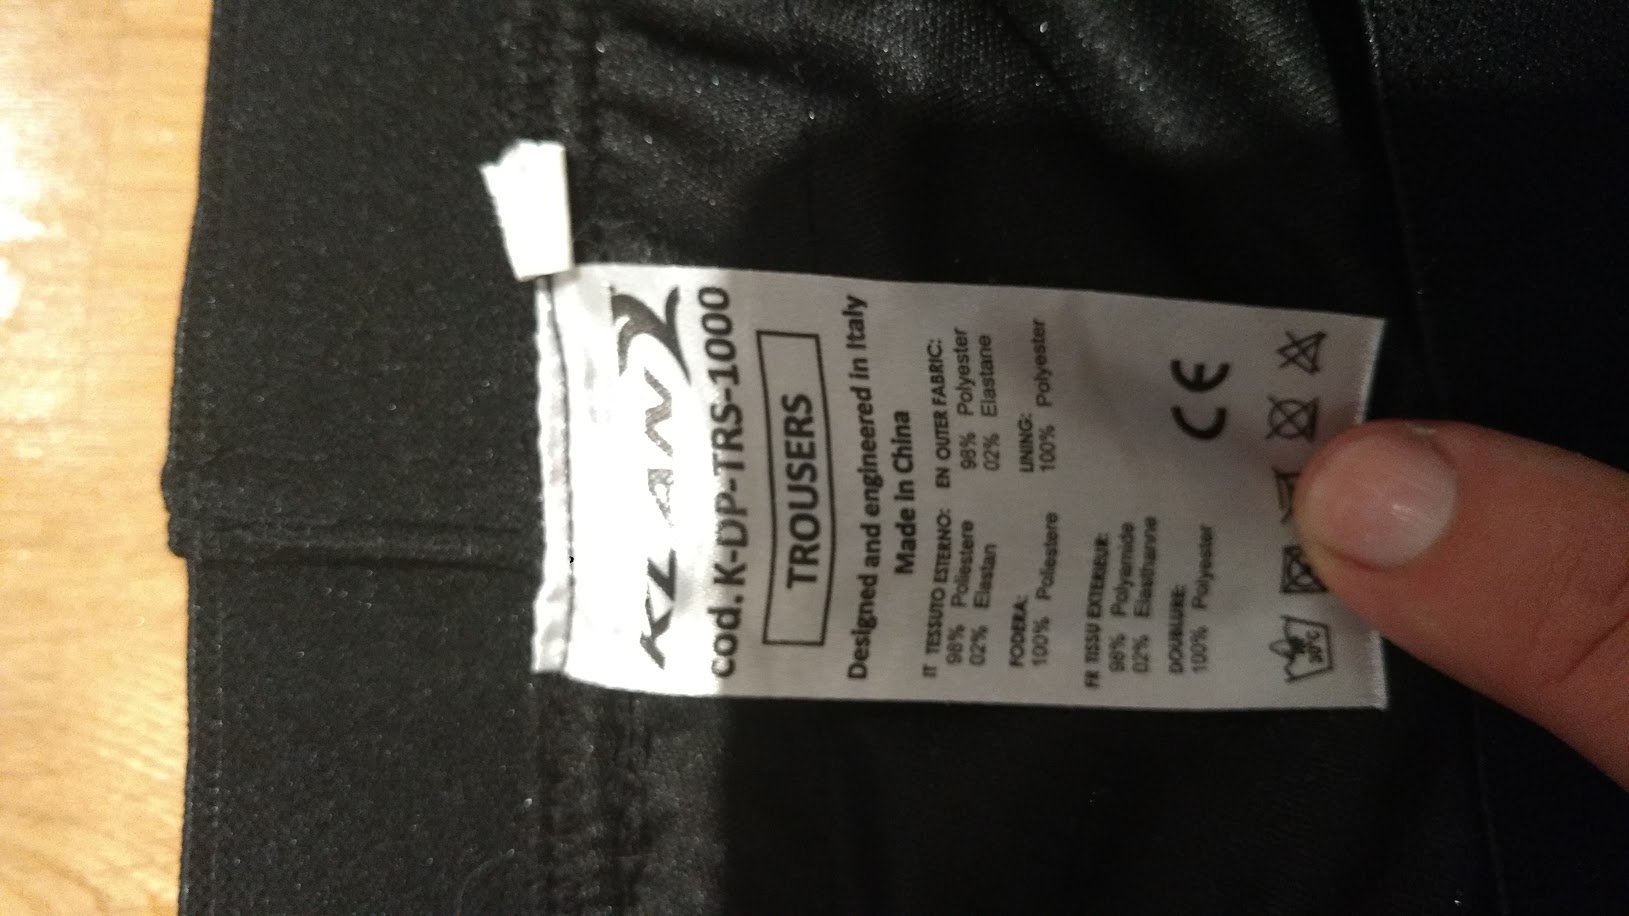 KLAN
cod. K-DP-TRS-1000
TROUSERS
Designed and engineered in Italy
Made in China
IT TESSUTO ESTERNO:
98% Poliestere
02% Elastan
FODERA:
100% Poliestere
EN OUTER FABRIC:
98% Polyester
02% Elastane
LINING:
100% Polyester
FR TISSU EXTERIEUR:
98% Polyamide
02% Elasthanne
DOUBLURE:
100% Polyester
CE
30°C